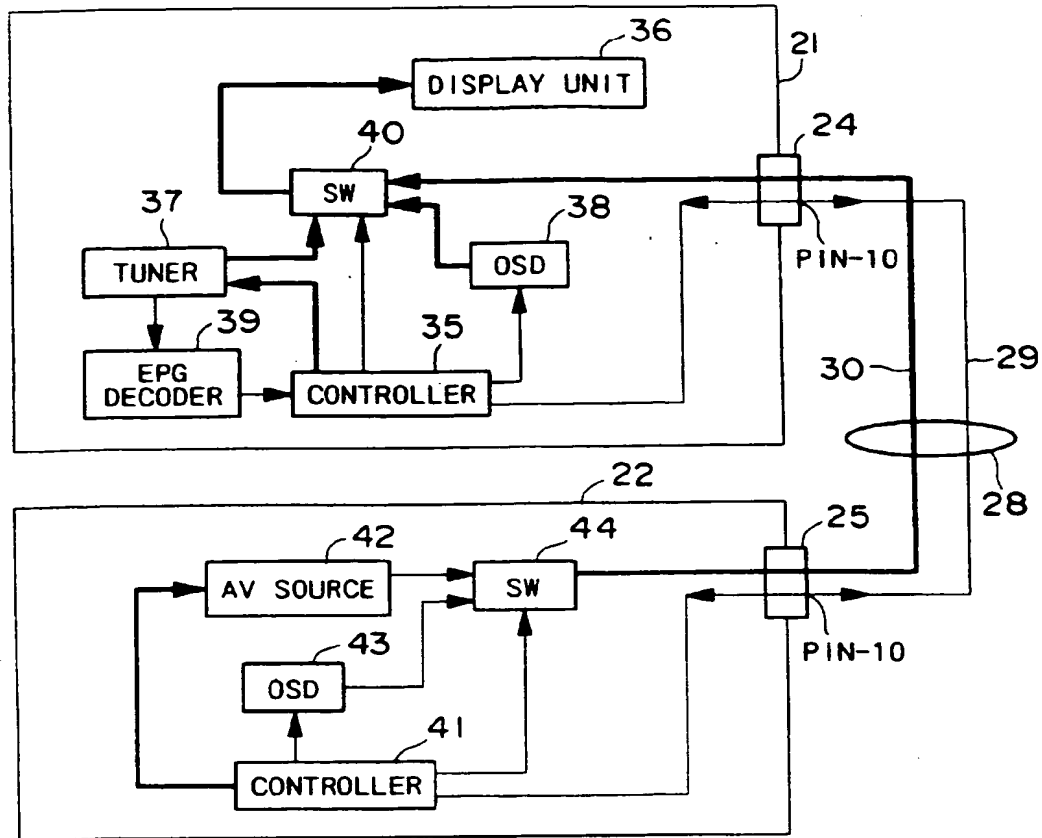 36
21
DISPLAY UNIT
40
24
SW
37
38
TUNER
OSD
PIN-10
39
35
EPG
DECODER
CONTROLLER
30
29
28
22
25
42
44
AV SOURCE
SW
43
OSD
PIN-10
41
CONTROLLER